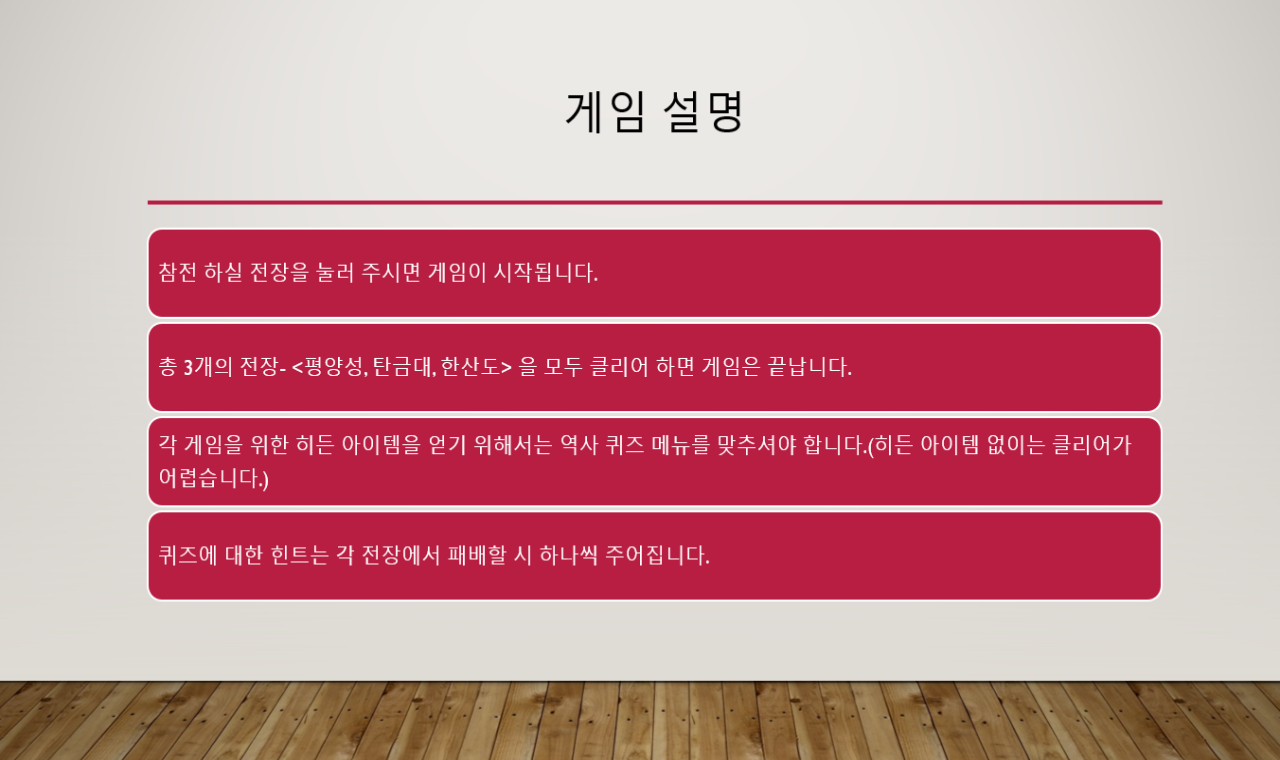 게임 설명
참전 하실 전장을 눌러 주시면 게임이 시작됩니다.
총 3개의 전장- <평양성, 탄금대, 한산도> 을 모두 클리어 하면 게임은 끝납니다.
각 게임을 위한 히든 아이템을 얻기 위해서는 역사 퀴즈 메뉴를 맞추셔야 합니다.(히든 아이템 없이는 클리어가
어렵습니다.)
퀴즈에 대한 힌트는 각 전장에서 패배할 시 하나씩 주어집니다.